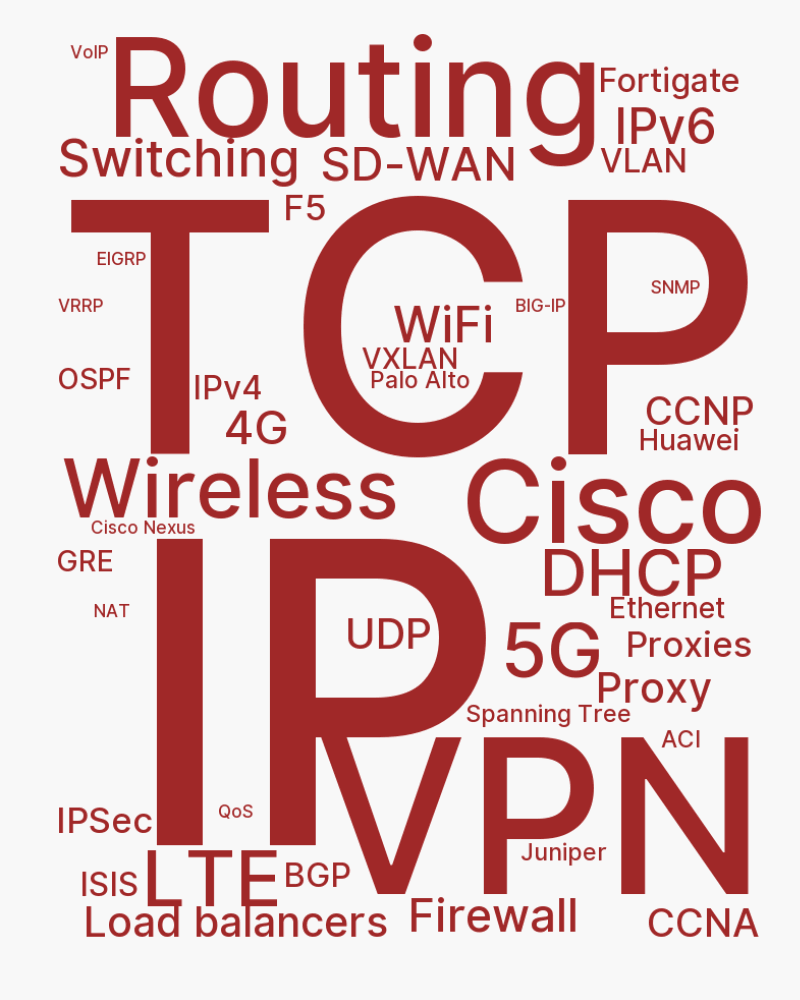 VoIP
Routing
Fortigate
IPv6
Switching
SD-WAN
VLAN
TCP
F5
EIGRP
SNMP
VRRP
WiFi
BIG-IP
VXLAN
OSPF
Palo Alto
IPv4
4G
CCNP
Huawei
Wireless
Cisco
Cisco Nexus
IP
GRE
DHCP
NAT
Ethernet
UDP
5G
Proxies
Proxy
Spanning Tree
VPN
ACI
IPSec
QoS
Juniper
ISIS
LTE
BGP
Load balancers
Firewall
CCNA